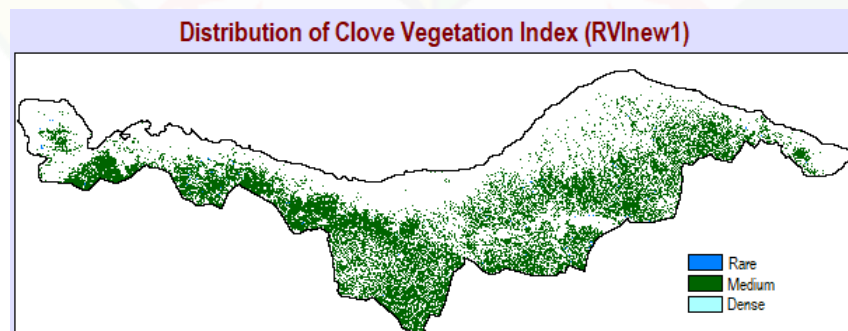 Distribution of Clove Vegetation Index (RVInew1)
Rare
Medium
Dense